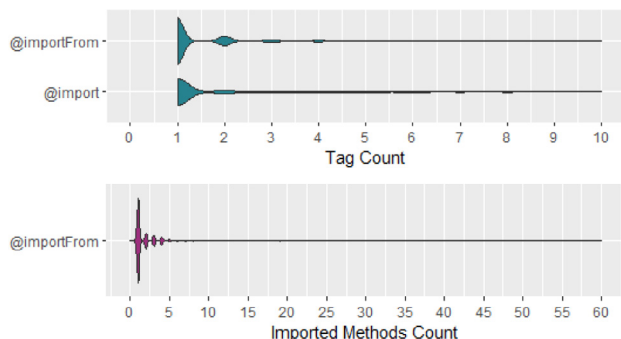 @importFrom
@import
0 1 2 3 4 5 6 7 8 9 10
Tag Count
@importFrom
0 5 10 15 20 25 30 35 40 45 50 55 60
Imported Methods Count